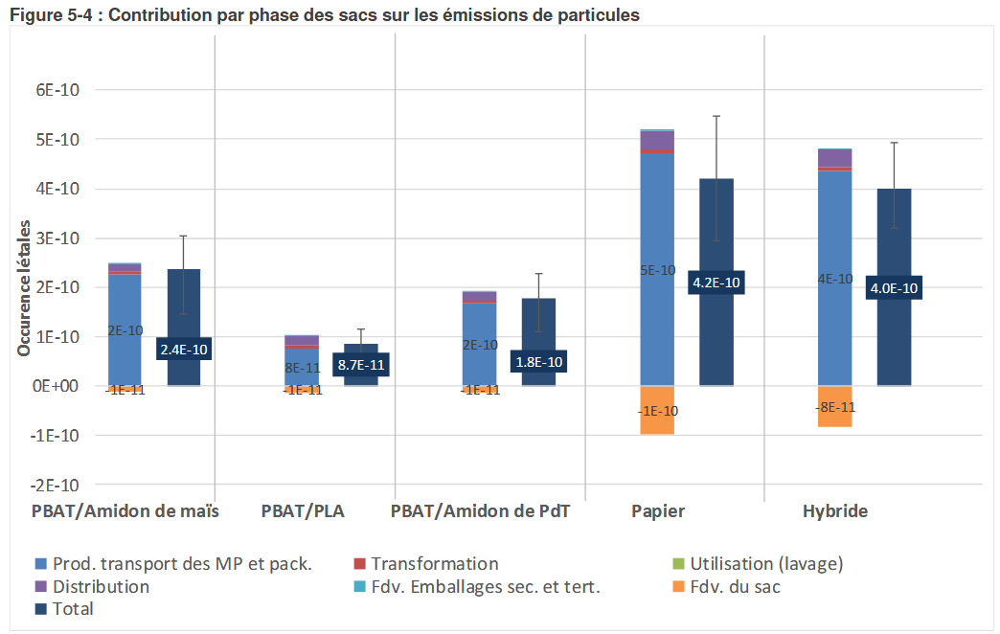 Figure 5-4 : Contribution par phase des sacs sur les émissions de particules
6E-10
5E-10
4E-10
3E-10
2E-10
1E-10
0E+00
-1E-10
-2E-10
Occurence létales
2E-10
2.4E-10
-1E-11
8E-11
8.7E-11
-1E-11
2E-10
1.8E-10
-1E-11
5E-10
4.2E-10
-1E-10
4E-10
4.0E-10
-8E-11
PBAT/Amidon de maïs
PBAT/PLA
PBAT/Amidon de PdT
Papier
Hybride
Prod. transport des MP et pack.
Transformation
Utilisation (lavage)
Distribution
Fdv. Emballages sec. et tert.
Fdv. du sac
Total